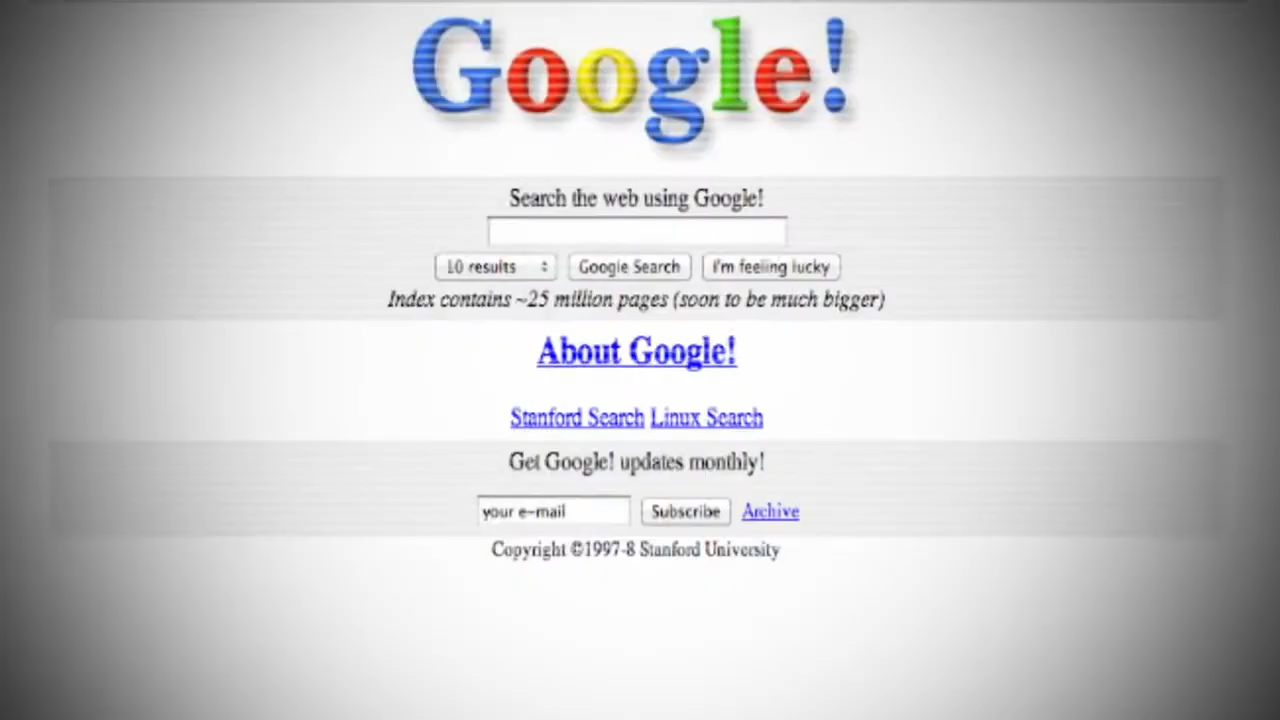 Google!
Search the web using Google!
10 results Google Search I'm feeling lucky
Index contains ~25 million pages (soon to be much bigger)
About Google!
Stanford Search Linux Search
Get Google! updates monthly!
your e-mail Subscribe Archive
Copyright ©1997-8 Stanford University